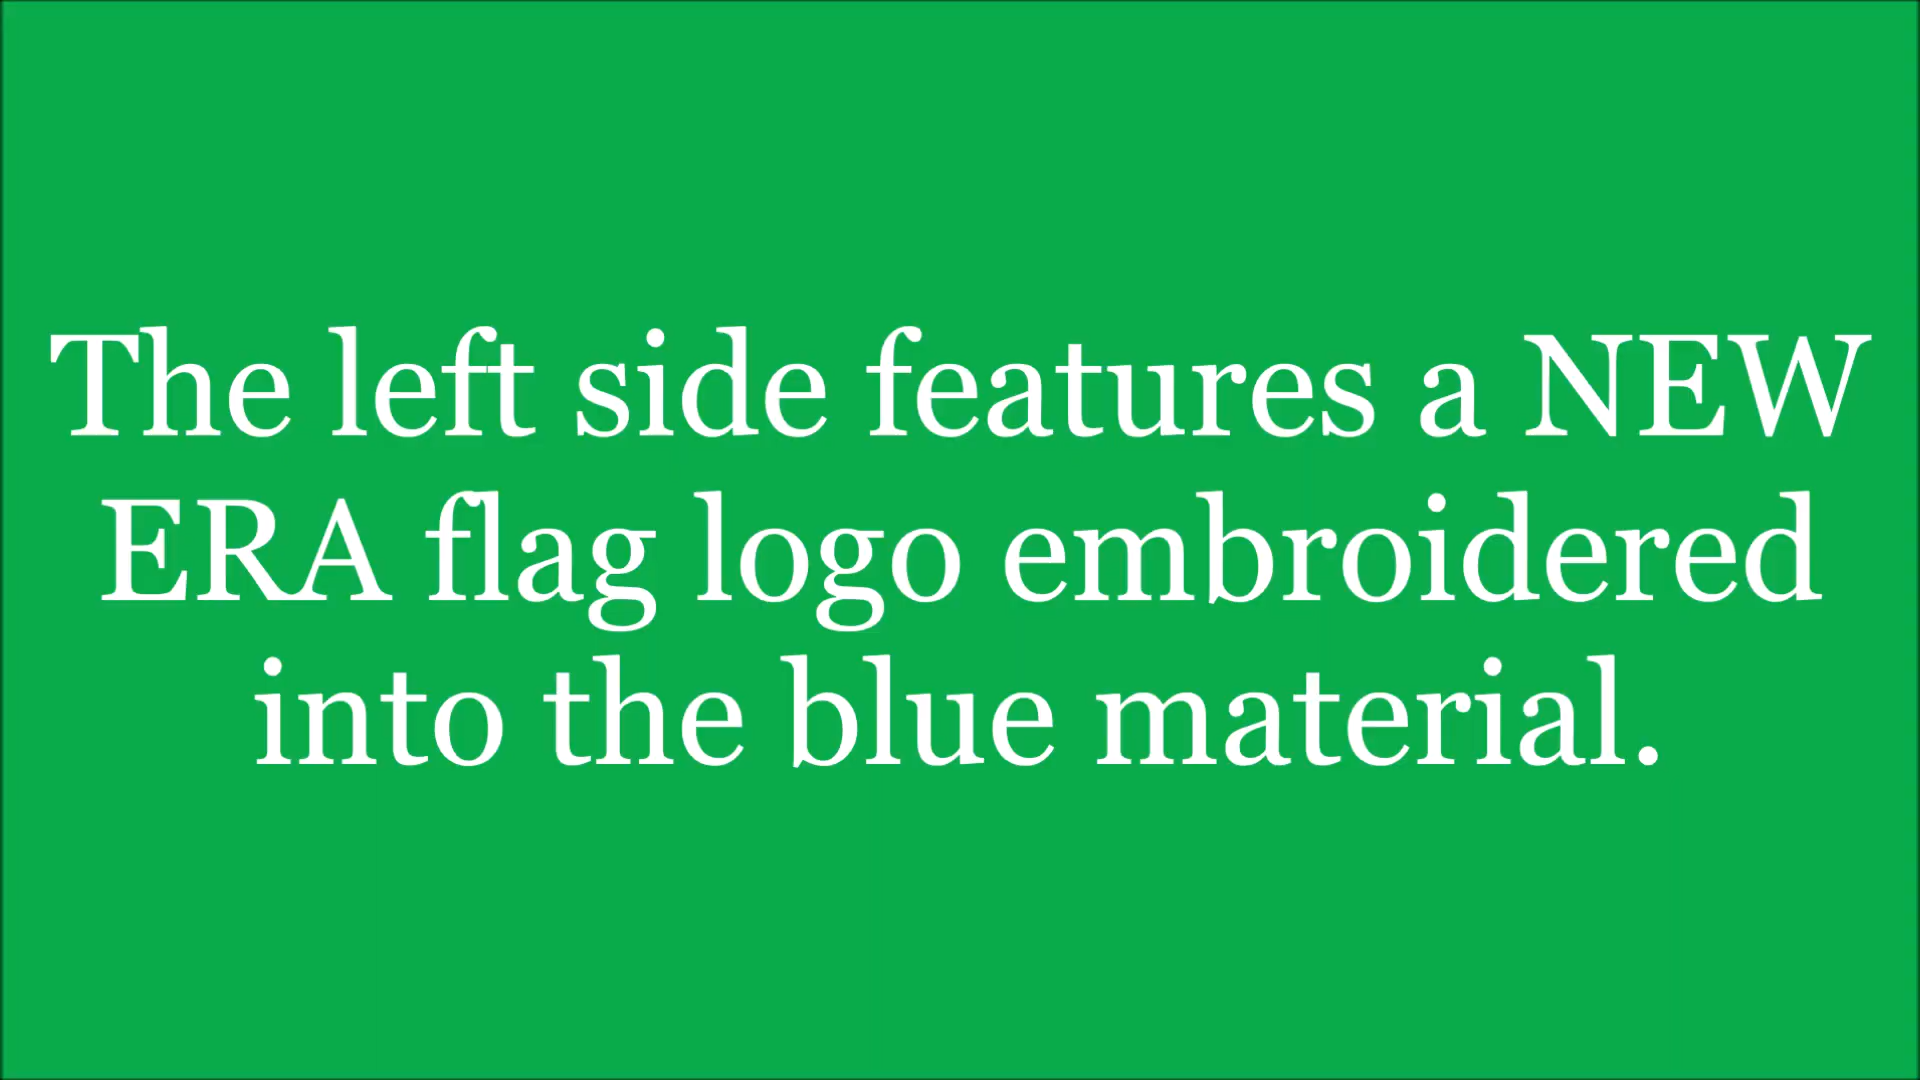 The left side features a NEW
ERA flag logo embroidered
into the blue material.